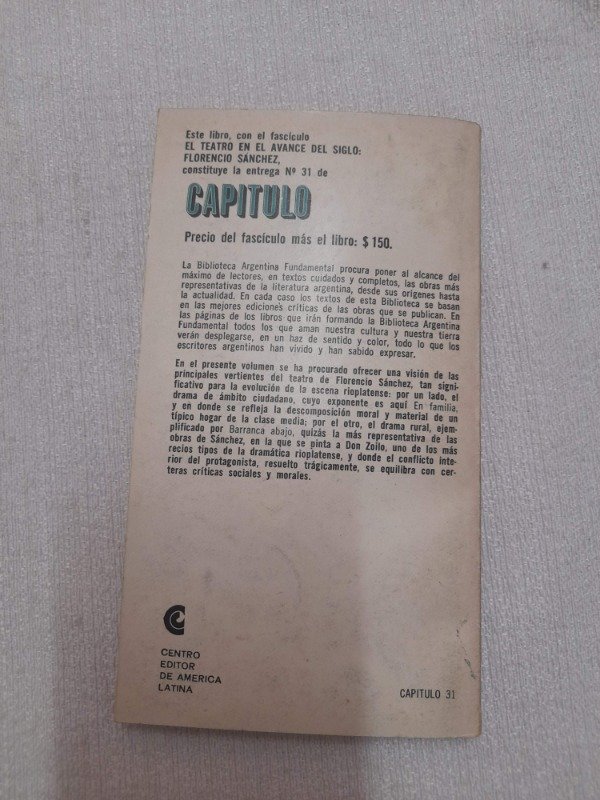 Este libro, con el fascículo
EL TEATRO EN EL AVANCE DEL SIGLO:
FLORENCIO SÁNCHEZ,
constituye la entrega Nº 31 de
CAPITULO
Precio del fascículo más el libro: $ 150.
La Biblioteca Argentina Fundamental procura poner al alcance del
máximo de lectores, en textos cuidados y completos, las obras más
representativas de la literatura argentina, desde sus orígenes hasta
la actualidad. En cada caso los textos de esta Biblioteca se basan
en las mejores ediciones críticas de las obras que se publican. En
las páginas de los libros que irán formando la Biblioteca Argentina
Fundamental todos los que aman nuestra cultura y nuestra tierra
verán desplegarse, en un haz de sentido y color, todo lo que los
escritores argentinos han vivido y han sabido expresar.
En el presente volumen se ha procurado ofrecer una visión de las
principales vertientes del teatro de Florencio Sánchez, tan signi-
ficativo para la evolución de la escena rioplatense: por un lado, el
drama de ámbito ciudadano, cuyo exponente es aquí En familia,
y en donde se refleja la descomposición moral y material de un
típico hogar de la clase media; por el otro, el drama rural, ejem-
plificado por Barranca abajo, quizás la más representativa de las
obras de Sánchez, en la que se pinta a Don Zoilo, uno de los más
recios tipos de la dramática rioplatense, y donde el conflicto inte-
rior del protagonista, resuelto trágicamente, se equilibra con cer-
teras críticas sociales y morales.
CENTRO
EDITOR
DE AMERICA
LATINA
CAPITULO 31